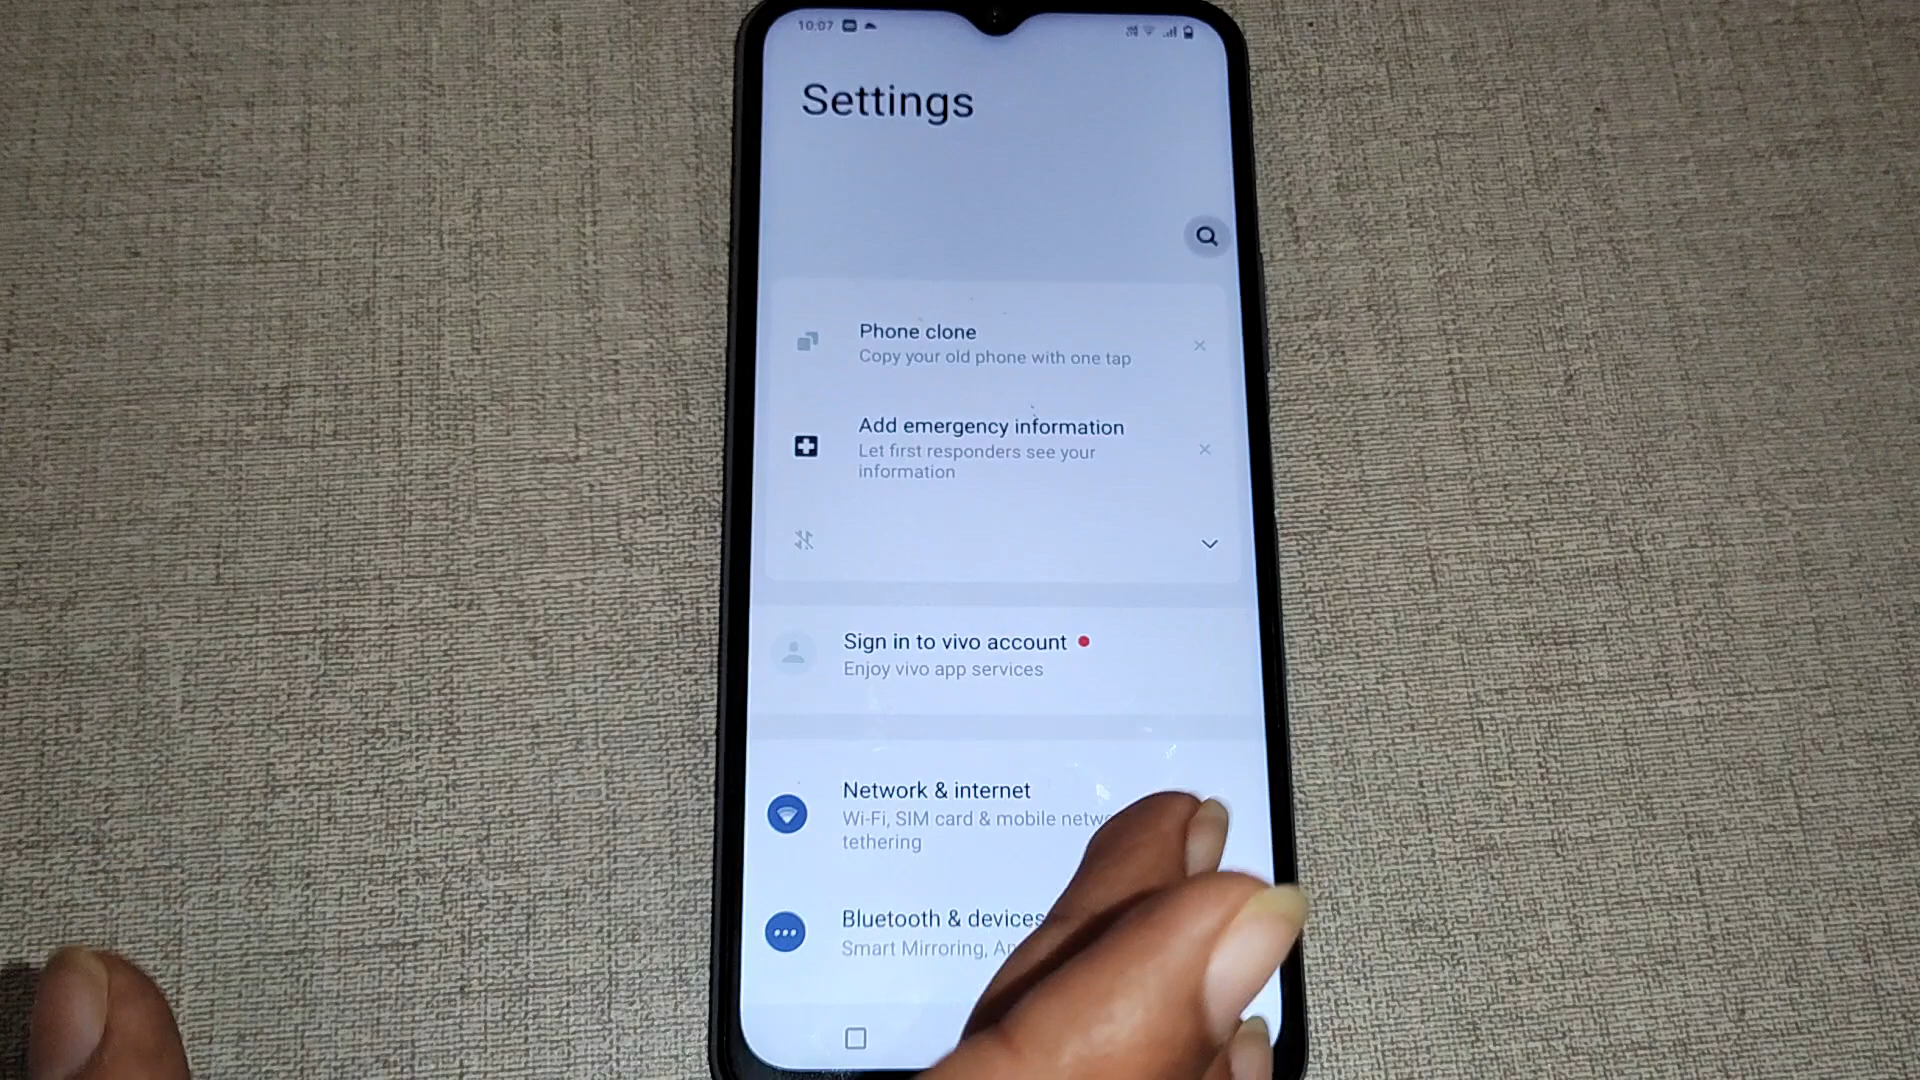 10:07
Settings
Phone clone
Copy your old phone with one tap
Add emergency information
Let first responders see your
information
Sign in to vivo account
Enjoy vivo app services
Network & internet
Wi-Fi, SIM card & mobile
tethering
Bluetooth & devices
Smart Mirroring,